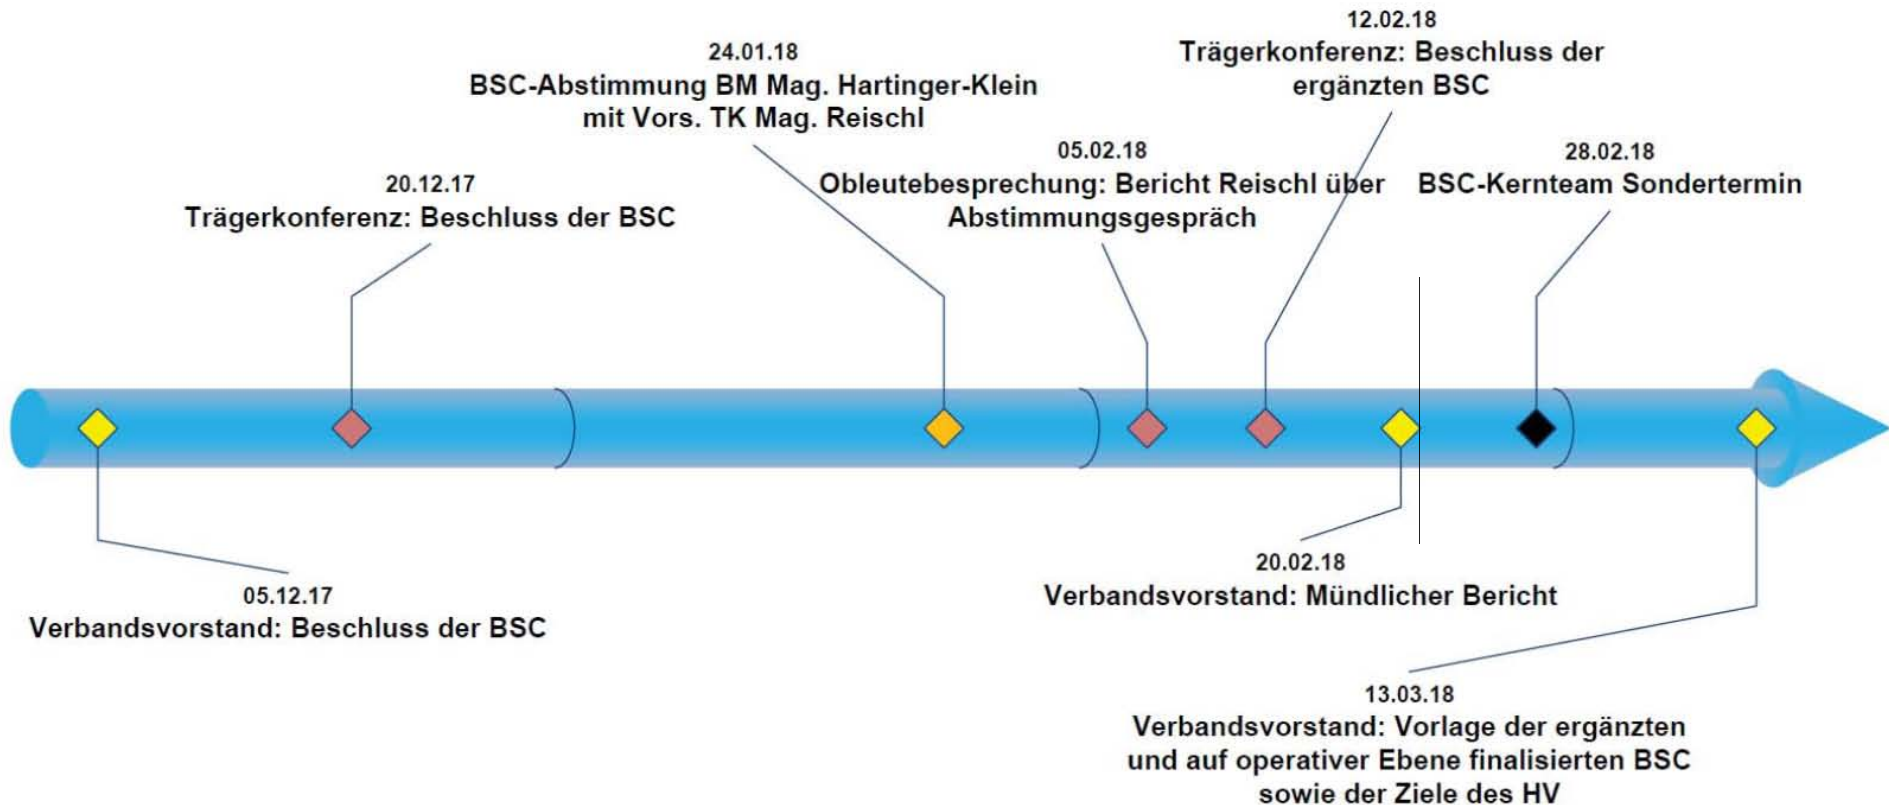 12.02.18
Trägerkonferenz: Beschluss der
ergänzten BSC
24.01.18
BSC-Abstimmung BM Mag. Hartinger-Klein
mit Vors. TK Mag. Reischl
05.02.18
Obleutebesprechung: Bericht Reischl über
Abstimmungsgespräch
28.02.18
BSC-Kernteam Sondertermin
20.12.17
Trägerkonferenz: Beschluss der BSC
05.12.17
Verbandsvorstand: Beschluss der BSC
20.02.18
Verbandsvorstand: Mündlicher Bericht
13.03.18
Verbandsvorstand: Vorlage der ergänzten
und auf operativer Ebene finalisierten BSC
sowie der Ziele des HV